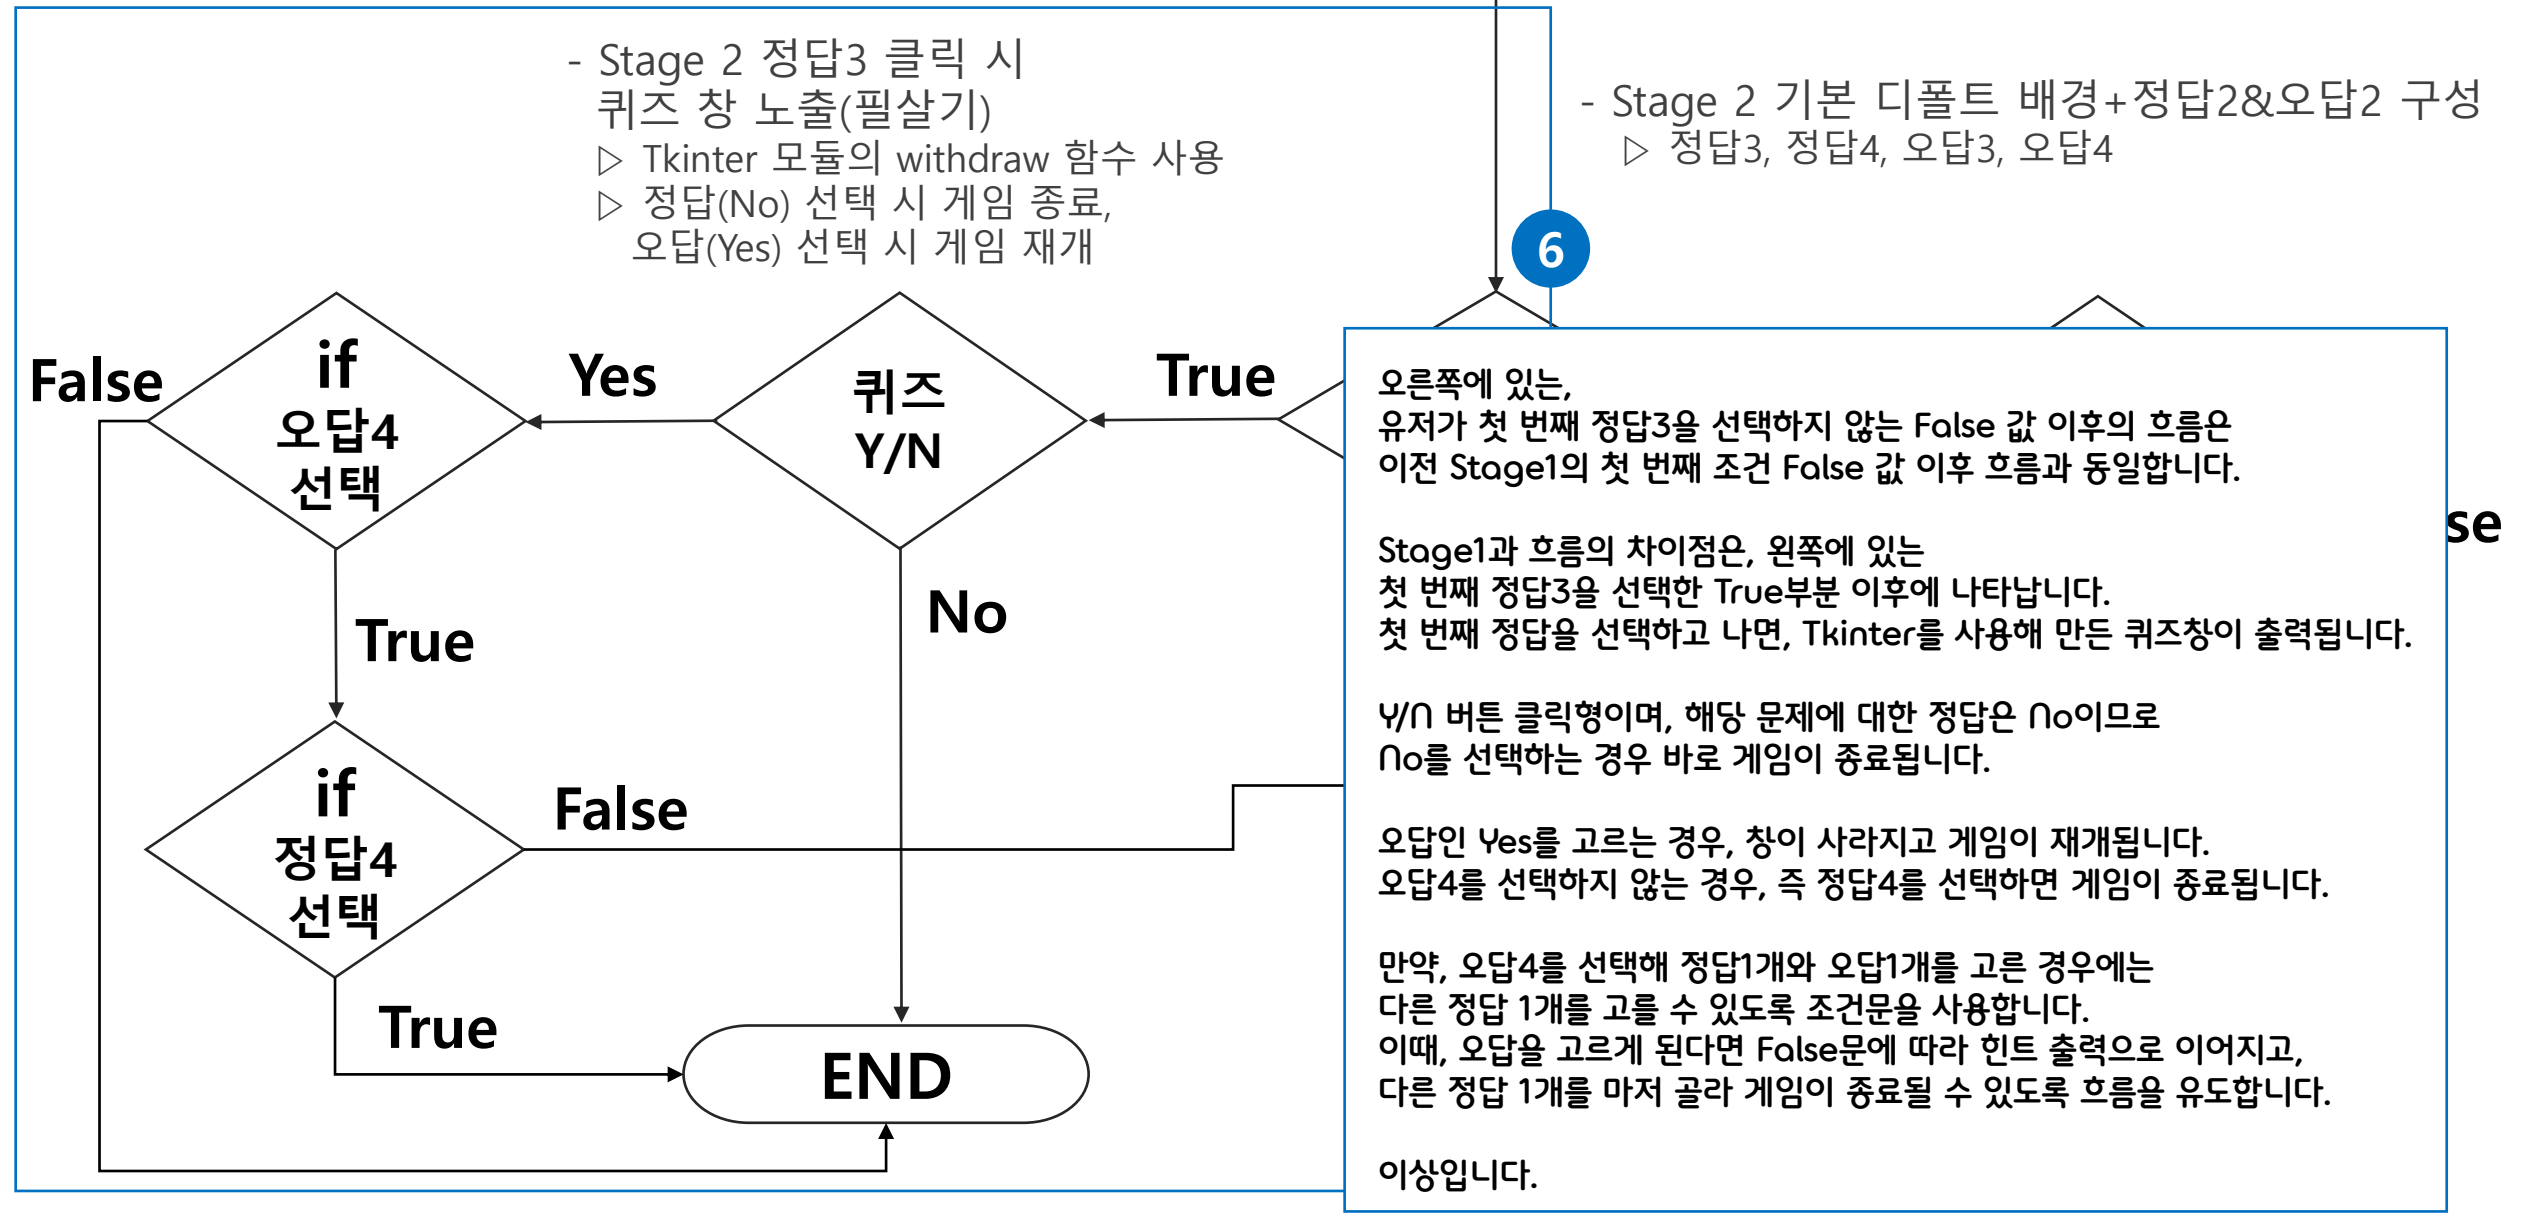 - Stage 2 정답3 클릭 시
퀴즈 창 노출(필살기)
▷ Tkinter 모듈의 withdraw 함수 사용
▷ 정답(No) 선택 시 게임 종료,
오답(Yes) 선택 시 게임 재개
- Stage 2 기본 디폴트 배경+정답2&오답2 구성
▷ 정답3, 정답4, 오답3, 오답4
6
False
if
오답4
선택
Yes
퀴즈
Y/N
True
True
No
if
정답4
선택
False
True
END
se
오른쪽에 있는,
유저가 첫 번째 정답3을 선택하지 않는 False 값 이후의 흐름은
이전 Stage1의 첫 번째 조건 False 값 이후 흐름과 동일합니다.
Stage1과 흐름의 차이점은, 왼쪽에 있는
첫 번째 정답3을 선택한 True부분 이후에 나타납니다.
첫 번째 정답을 선택하고 나면, Tkinter를 사용해 만든 퀴즈창이 출력됩니다.
Y/N 버튼 클릭형이며, 해당 문제에 대한 정답은 No이므로
No를 선택하는 경우 바로 게임이 종료됩니다.
오답인 Yes를 고르는 경우, 창이 사라지고 게임이 재개됩니다.
오답4를 선택하지 않는 경우, 즉 정답4를 선택하면 게임이 종료됩니다.
만약, 오답4를 선택해 정답1개와 오답1개를 고른 경우에는
다른 정답 1개를 고를 수 있도록 조건문을 사용합니다.
이때, 오답을 고르게 된다면 False문에 따라 힌트 출력으로 이어지고,
다른 정답 1개를 마저 골라 게임이 종료될 수 있도록 흐름을 유도합니다.
이상입니다.